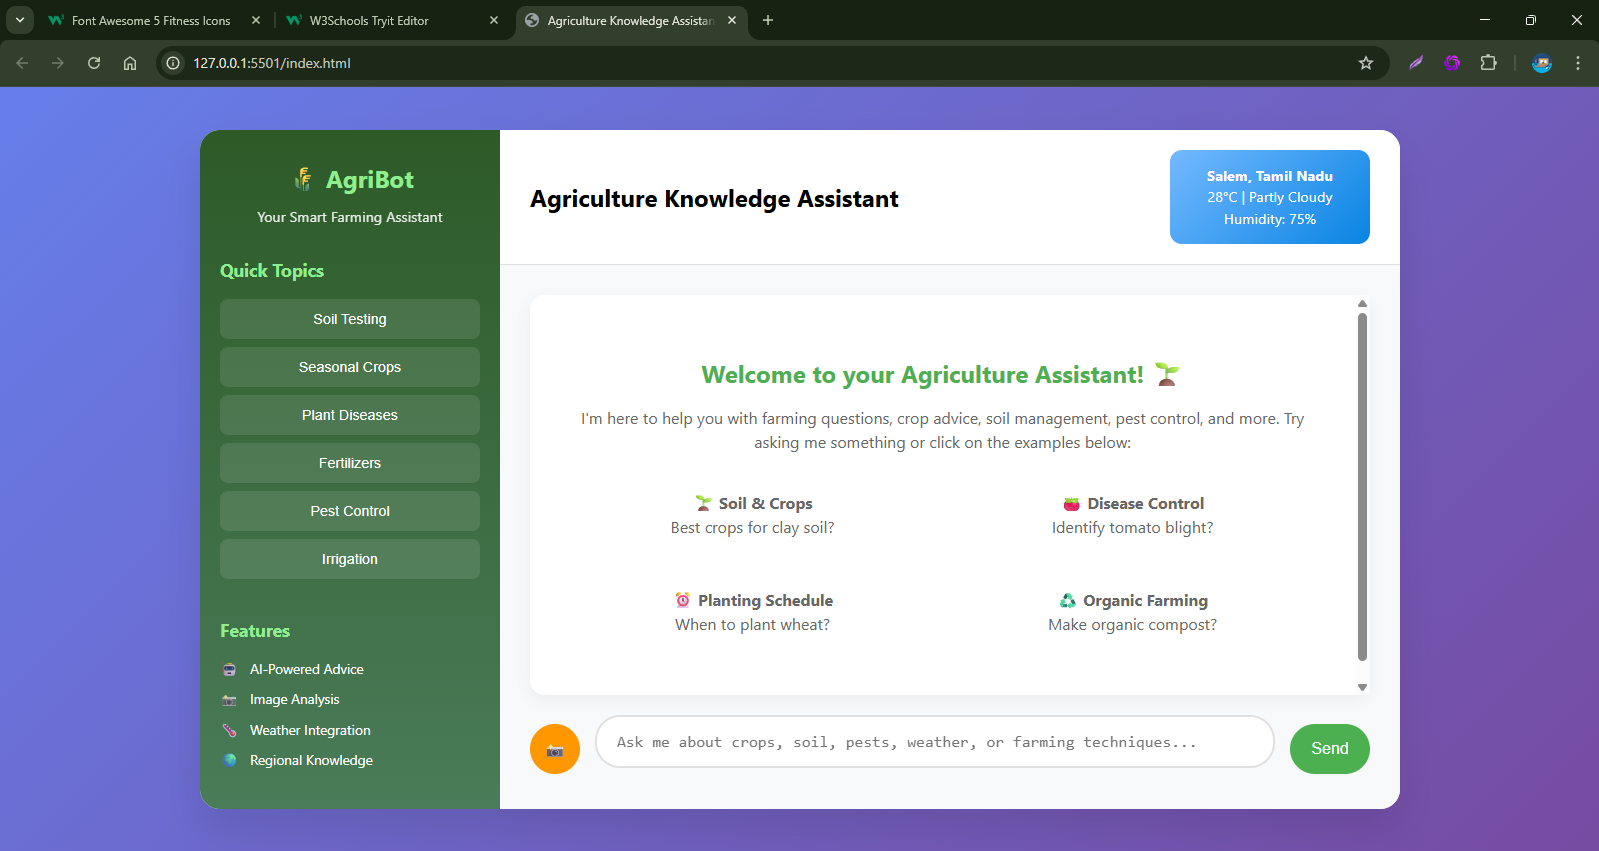 Font Awesome 5 Fitness Icons
W3Schools Tryit Editor
Agriculture Knowledge Assistan
127.0.0.1:5501/index.html
AgriBot
Your Smart Farming Assistant
Quick Topics
Soil Testing
Seasonal Crops
Plant Diseases
Fertilizers
Pest Control
Irrigation
Features
AI-Powered Advice
Image Analysis
Weather Integration
Regional Knowledge
Agriculture Knowledge Assistant
Salem, Tamil Nadu
28°C | Partly Cloudy
Humidity: 75%
Welcome to your Agriculture Assistant! 🌱
I'm here to help you with farming questions, crop advice, soil management, pest control, and more. Try
asking me something or click on the examples below:
🌱 Soil & Crops
Best crops for clay soil?
🍅 Disease Control
Identify tomato blight?
⏰ Planting Schedule
When to plant wheat?
♻️ Organic Farming
Make organic compost?
Ask me about crops, soil, pests, weather, or farming techniques...
Send